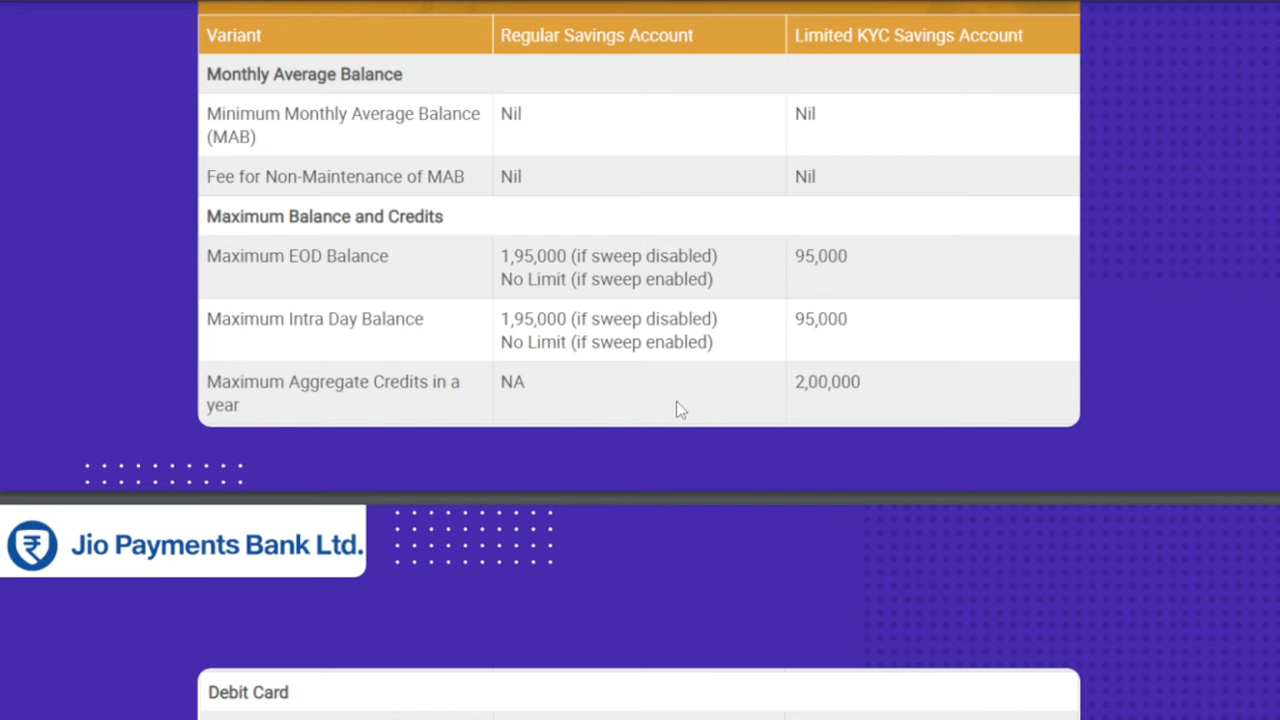 Variant Regular Savings Account Limited KYC Savings Account
Monthly Average Balance
Minimum Monthly Average Balance (MAB) Nil Nil
Fee for Non-Maintenance of MAB Nil Nil
Maximum Balance and Credits
Maximum EOD Balance 1,95,000 (if sweep disabled) 95,000
No Limit (if sweep enabled)
Maximum Intra Day Balance 1,95,000 (if sweep disabled) 95,000
No Limit (if sweep enabled)
Maximum Aggregate Credits in a year NA 2,00,000
Jio Payments Bank Ltd.
Debit Card